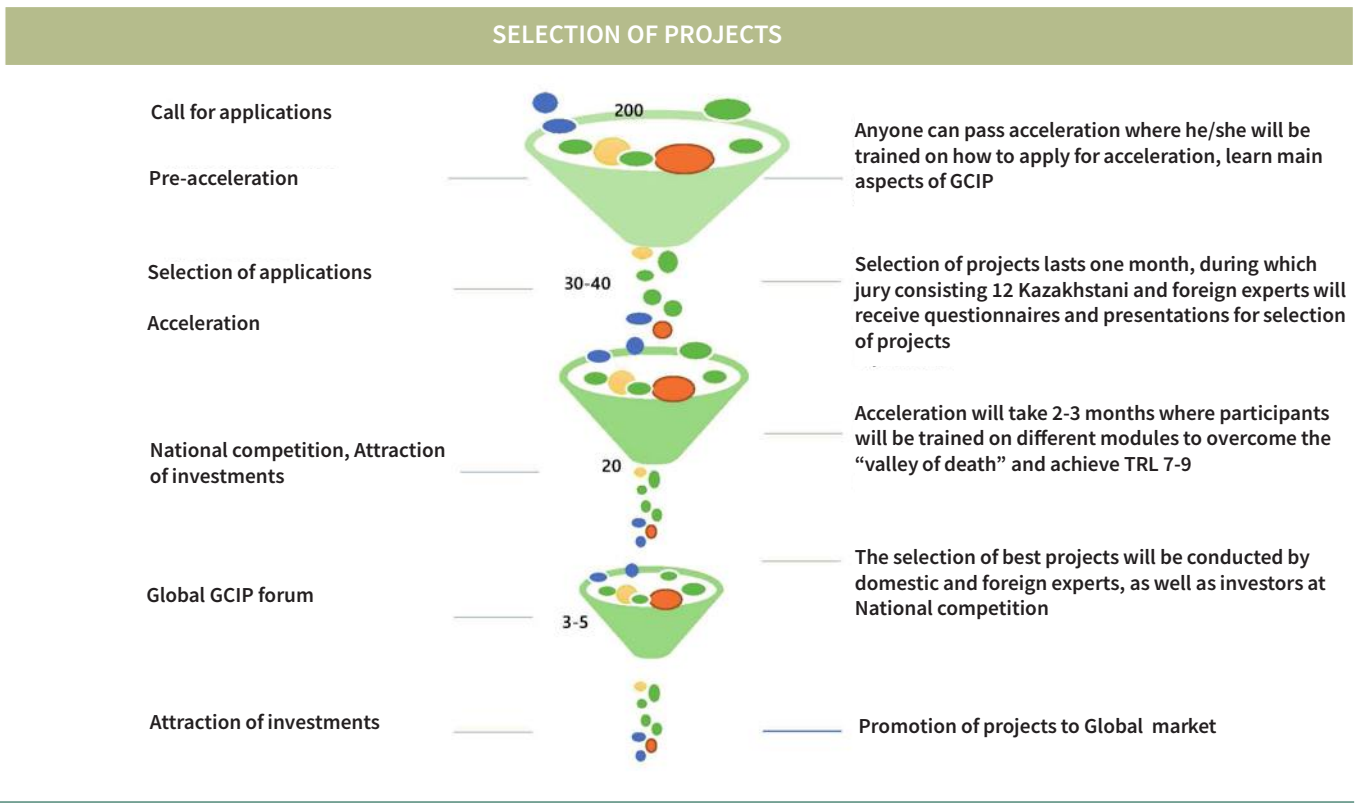 SELECTION OF PROJECTS
Call for applications
200
Anyone can pass acceleration where he/she will be
trained on how to apply for acceleration, learn main
aspects of GCIP
Pre-acceleration
Selection of applications
30-40
Selection of projects lasts one month, during which
jury consisting 12 Kazakhstani and foreign experts will
receive questionnaires and presentations for selection
of projects
Acceleration
Acceleration will take 2-3 months where participants
will be trained on different modules to overcome the
“valley of death” and achieve TRL 7-9
National competition, Attraction
of investments
20
The selection of best projects will be conducted by
domestic and foreign experts, as well as investors at
National competition
Global GCIP forum
3-5
Attraction of investments
Promotion of projects to Global market